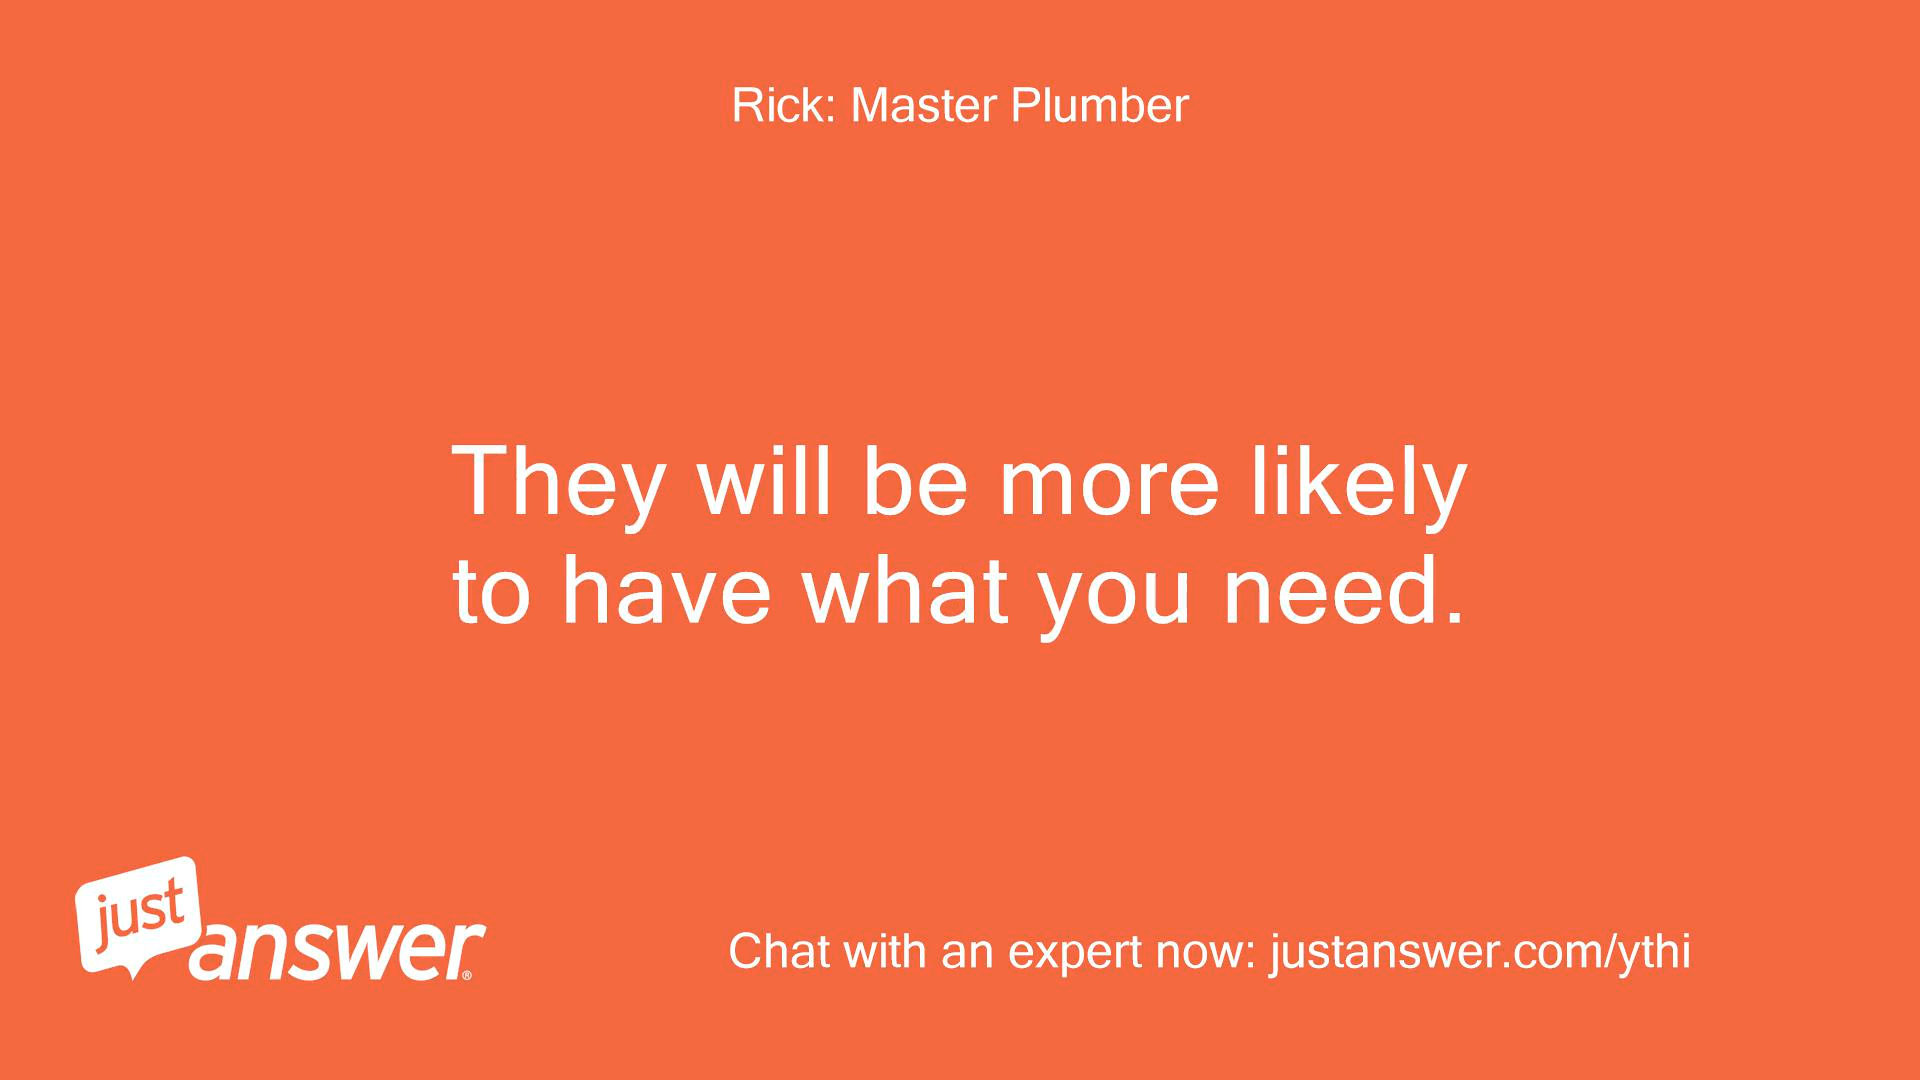 Rick: Master Plumber
They will be more likely
to have what you need.
just
answer®
Chat with an expert now: justanswer.com/ythi